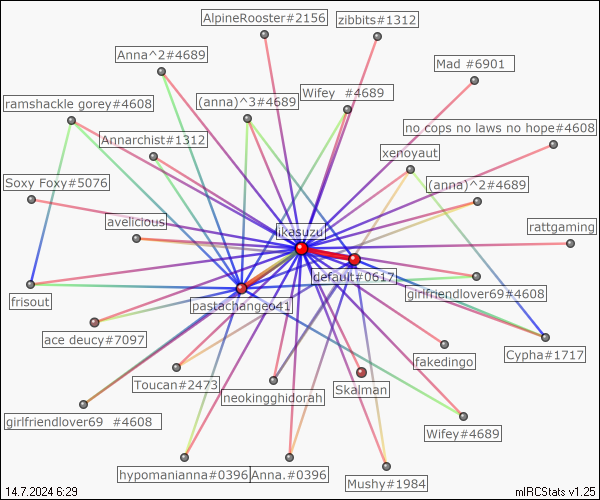 AlpineRooster#2156
zibbits#1312
Anna^2#4689
Mad #6901
Wifey #4689
ramshackle gorey#4608
(anna)^3#4689
no cops no laws no hope#4608
Annarchist#1312
xenoyaut
Soxy Foxy#5076
(anna)^2#4689
avelicious
ikasuzu
rattgaming
default#0617
frisout
pastachangeo41
girlfriendlover69#4608
ace deucy#7097
fakedingo
Cypha#1717
Toucan#2473
Skalman
neokingghidorah
girlfriendlover69 #4608
Wifey#4689
hypomanianna#0396
Anna.#0396
Mushy#1984
14.7.2024 6:29
mIRCStats v1.25